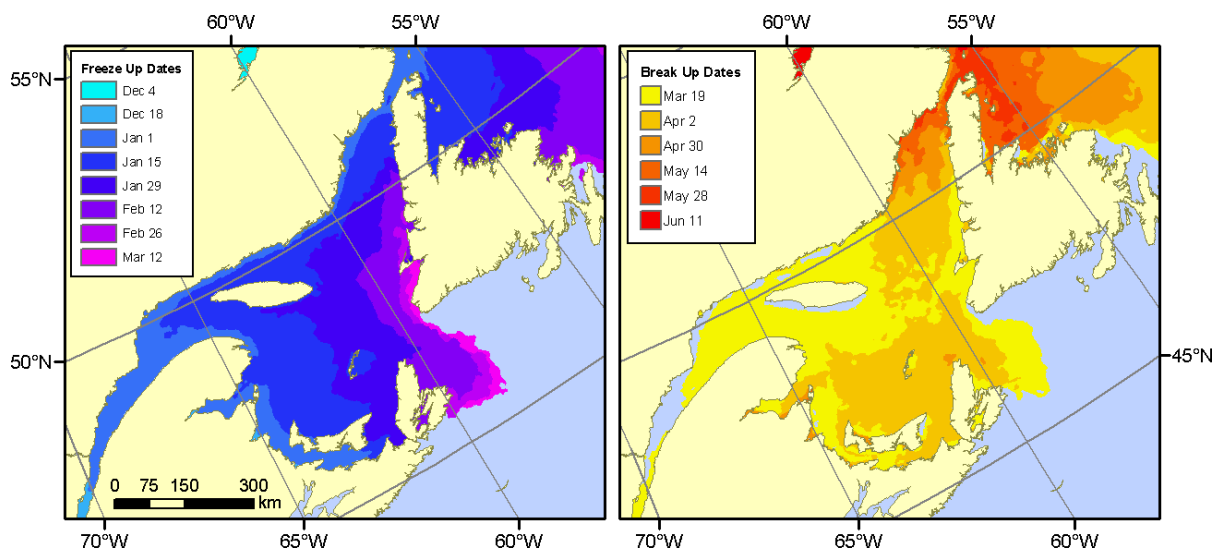 60°W
55°W
60°W
55°W
55°N
50°N
45°N
Freeze Up Dates
Dec 4
Dec 18
Jan 1
Jan 15
Jan 29
Feb 12
Feb 26
Mar 12
0 75 150 300
km
Break Up Dates
Mar 19
Apr 2
Apr 30
May 14
May 28
Jun 11
70°W
65°W
60°W
70°W
65°W
60°W